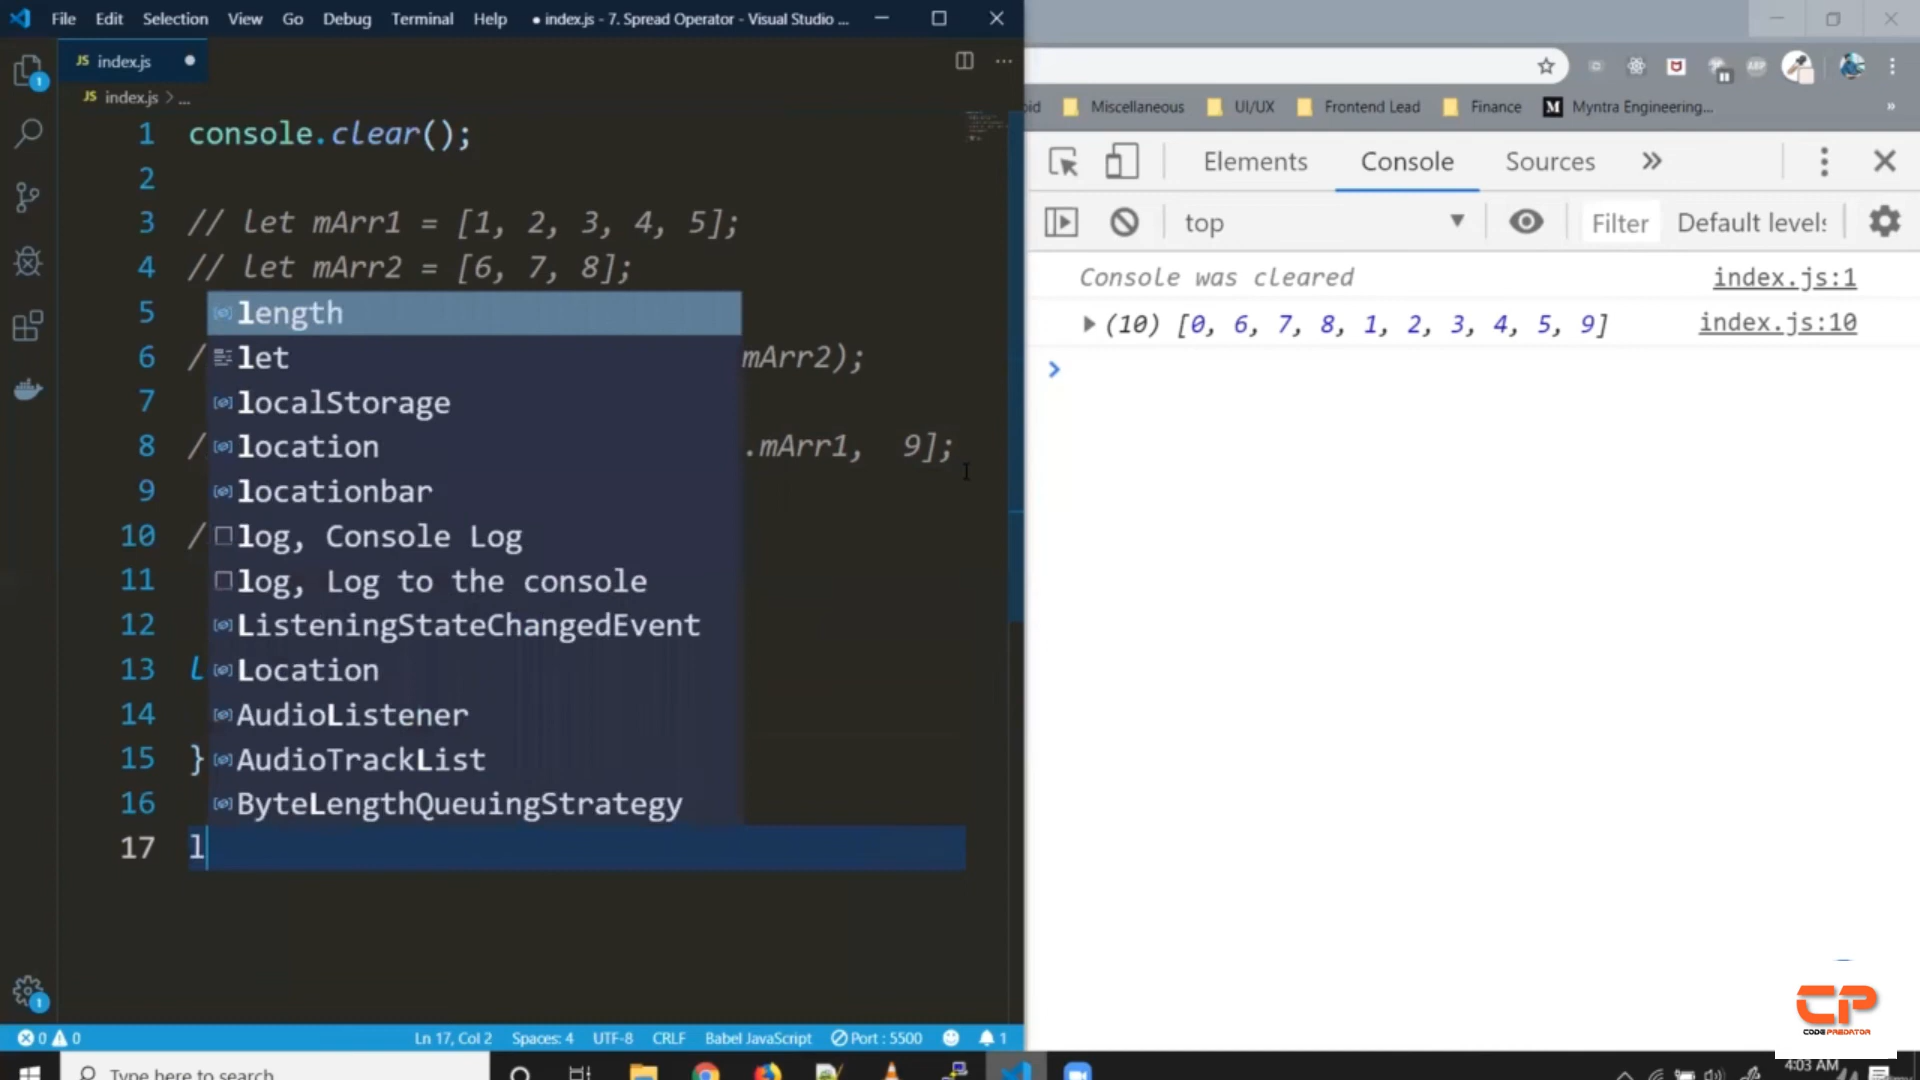 File Edit Selection View Go Debug Terminal Help ● index.js - 7. Spread Operator - Visual Studio ...
JS index.js
JS index.js > ...
1 console.clear();
2
3 // let mArr1 = [1, 2, 3, 4, 5];
4 // let mArr2 = [6, 7, 8];
5 length
6 / let mArr2);
7 localStorage
8 / location .mArr1, 9];
9 locationbar
10 / log, Console Log
11 log, Log to the console
12 ListeningStateChangedEvent
13 l Location
14 AudioListener
15 } AudioTrackList
16 ByteLengthQueuingStrategy
17 l
0 0 Ln 17, Col 2 Spaces: 4 UTF-8 CRLF Babel JavaScript Port : 5500 1
Type here to search
Miscellaneous UI/UX Frontend Lead Finance M Myntra Engineering... »
Elements Console Sources »
top Filter Default levels
Console was cleared index.js:1
(10) [0, 6, 7, 8, 1, 2, 3, 4, 5, 9] index.js:10
CP
CODE PREDATOR
4:03 AM